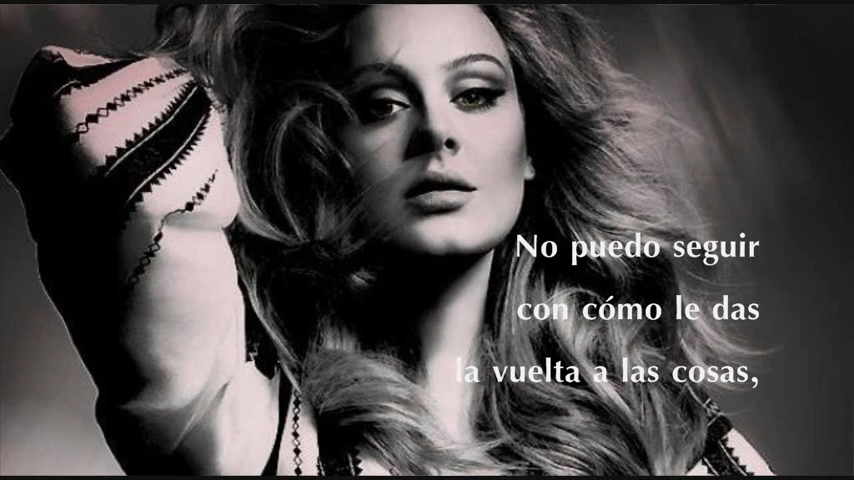 No puedo seguir
con cómo le das
la vuelta a las cosas,